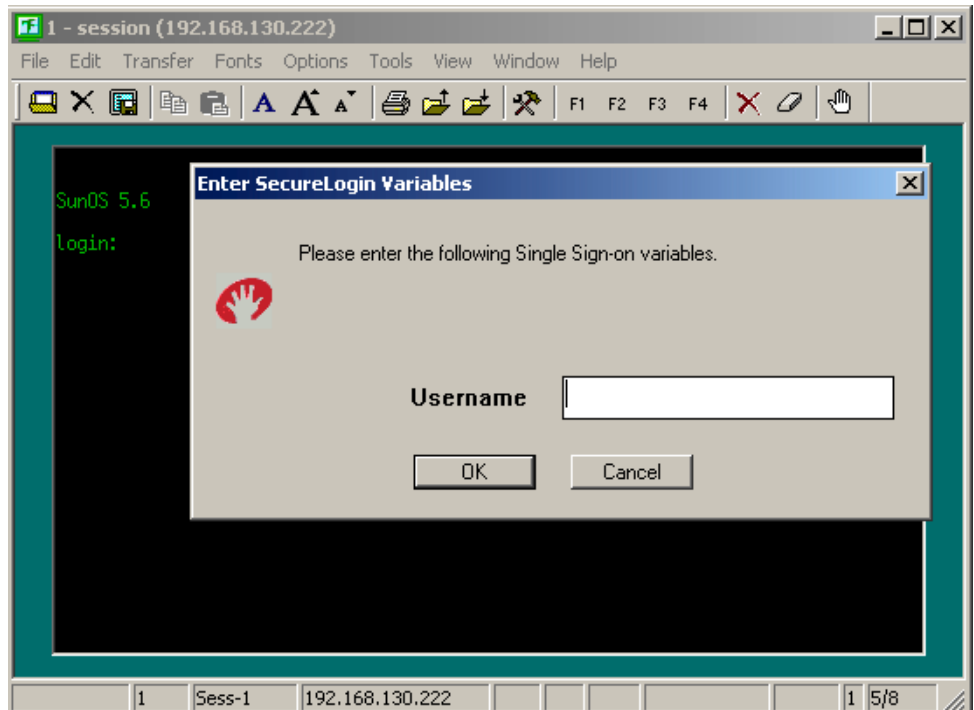 1 - session (192.168.130.222)
File Edit Transfer Fonts Options Tools View Window Help
A A A F1 F2 F3 F4
SunOS 5.6
login:
Enter SecureLogin Variables
Please enter the following Single Sign-on variables.
Username
OK Cancel
1 Sess-1 192.168.130.222 1 5/8